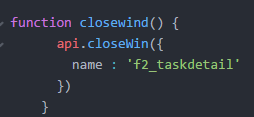 function closewind() {
api.closeWin({
name : 'f2_taskdetail'
})
}